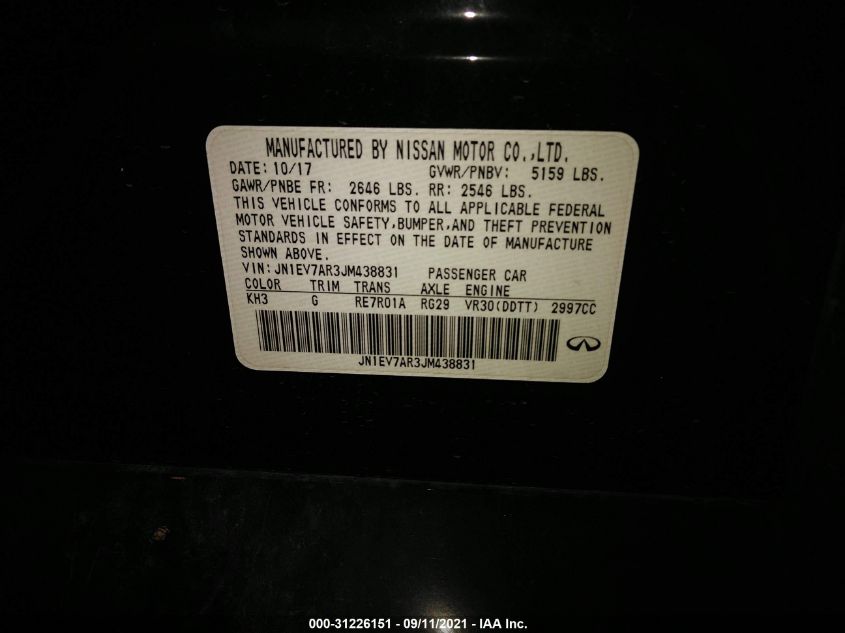 MANUFACTURED BY NISSAN MOTOR CO.,LTD.
DATE: 10/17 GVWR/PNBV: 5159 LBS.
GAWR/PNBE FR: 2646 LBS. RR: 2546 LBS.
THIS VEHICLE CONFORMS TO ALL APPLICABLE FEDERAL
MOTOR VEHICLE SAFETY,BUMPER,AND THEFT PREVENTION
STANDARDS IN EFFECT ON THE DATE OF MANUFACTURE
SHOWN ABOVE.
VIN:JN1EV7AR3JM438831 PASSENGER CAR
COLOR TRIM TRANS AXLE ENGINE
KH3 G RE7R01A RG29 VR30(DDTT) 2997CC
JN1EV7AR3JM438831
000-31226151 - 09/11/2021 - IAA Inc.